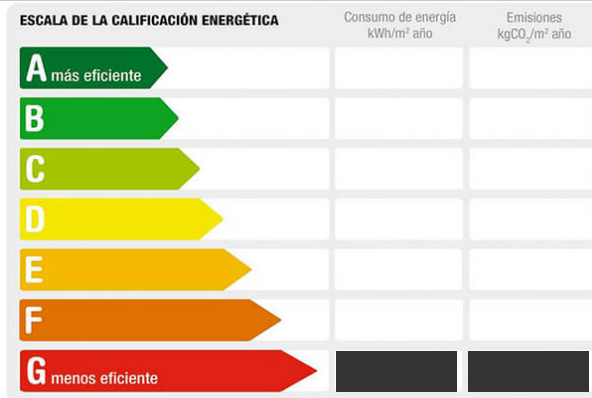 ESCALA DE LA CALIFICACIÓN ENERGÉTICA
Consumo de energía
kWh/m² año
Emisiones
kgCO₂/m² año
A más eficiente
B
C
D
E
F
G menos eficiente